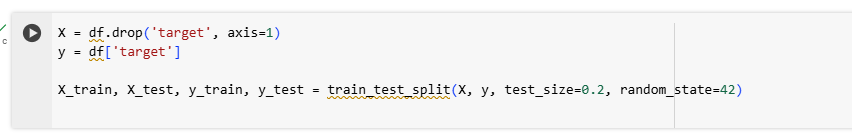 c
X = df.drop('target', axis=1)
y = df['target']
X_train, X_test, y_train, y_test = train_test_split(X, y, test_size=0.2, random_state=42)